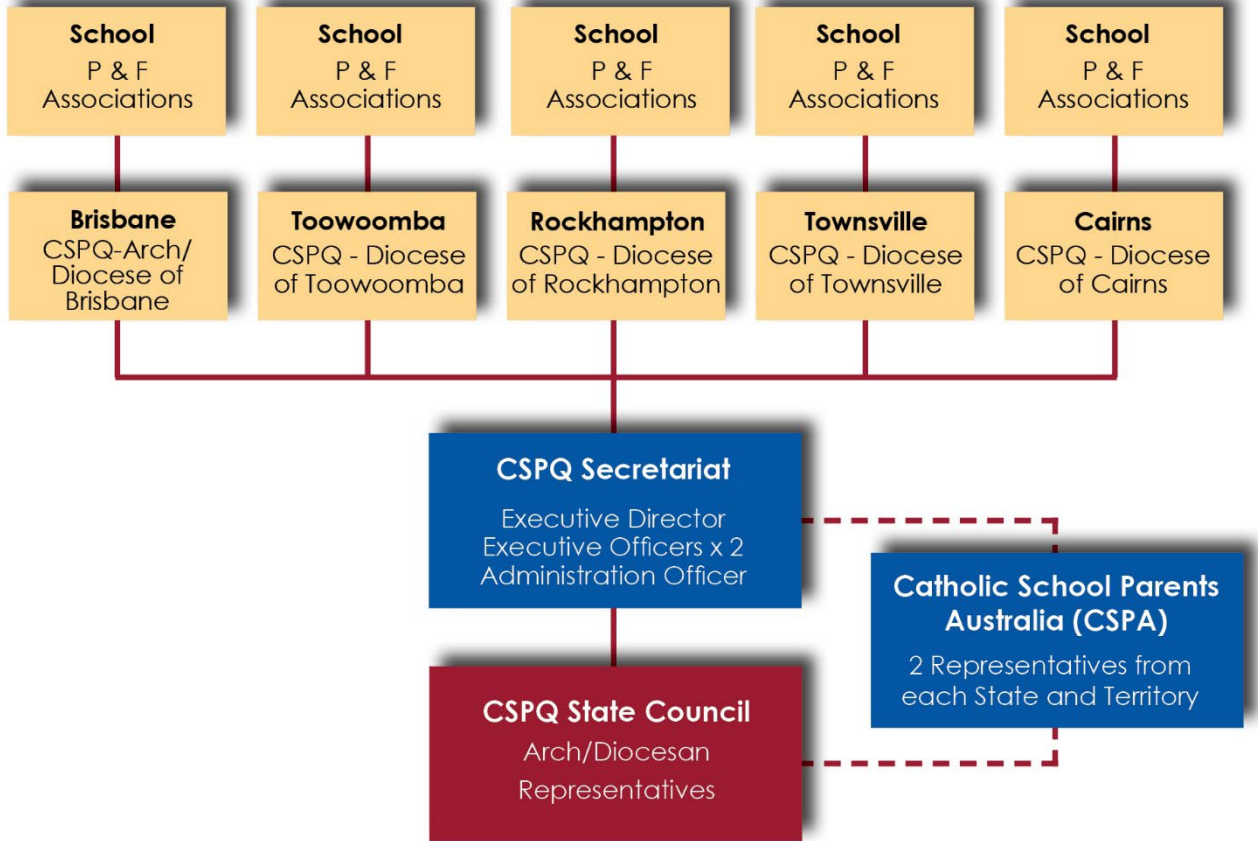 School
P & F
Associations
School
P & F
Associations
School
P & F
Associations
School
P & F
Associations
School
P & F
Associations
Brisbane
CSPQ-Arch/
Diocese of
Brisbane
Toowoomba
CSPQ - Diocese
of Toowoomba
Rockhampton
CSPQ - Diocese
of Rockhampton
Townsville
CSPQ - Diocese
of Townsville
Cairns
CSPQ - Diocese
of Cairns
CSPQ Secretariat
Executive Director
Executive Officers x 2
Administration Officer
Catholic School Parents
Australia (CSPA)
2 Representatives from
each State and Territory
CSPQ State Council
Arch/Diocesan
Representatives